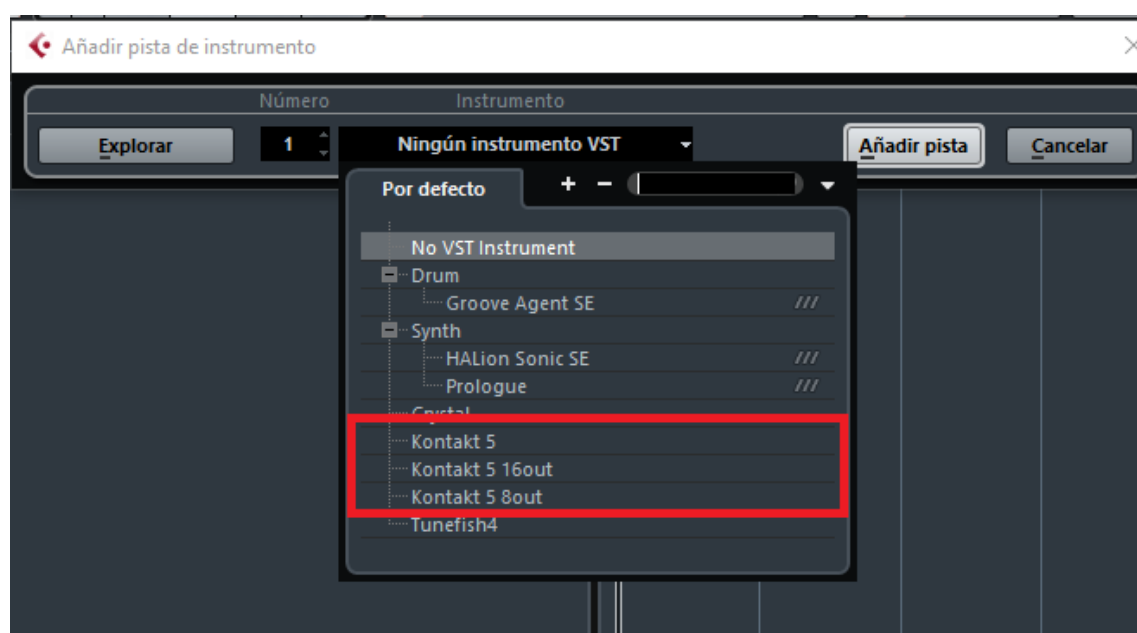 Añadir pista de instrumento
Número Instrumento
Explorar 1 Ningún instrumento VST Añadir pista Cancelar
Por defecto + −
No VST Instrument
Drum
Groove Agent SE ///
Synth
HALion Sonic SE ///
Prologue ///
Crystal
Kontakt 5
Kontakt 5 16out
Kontakt 5 8out
Tunefish4